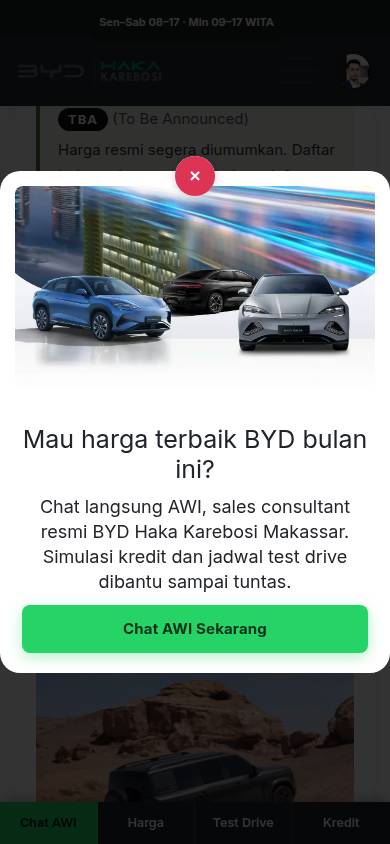 Sen–Sab 08–17 · Min 09–17 WITA
BYD HAKA
KAREBOSI
TBA (To Be Announced)
Harga resmi segera diumumkan. Daftar
×
Mau harga terbaik BYD bulan
ini?
Chat langsung AWI, sales consultant
resmi BYD Haka Karebosi Makassar.
Simulasi kredit dan jadwal test drive
dibantu sampai tuntas.
Chat AWI Sekarang
Chat AWI Harga Test Drive Kredit